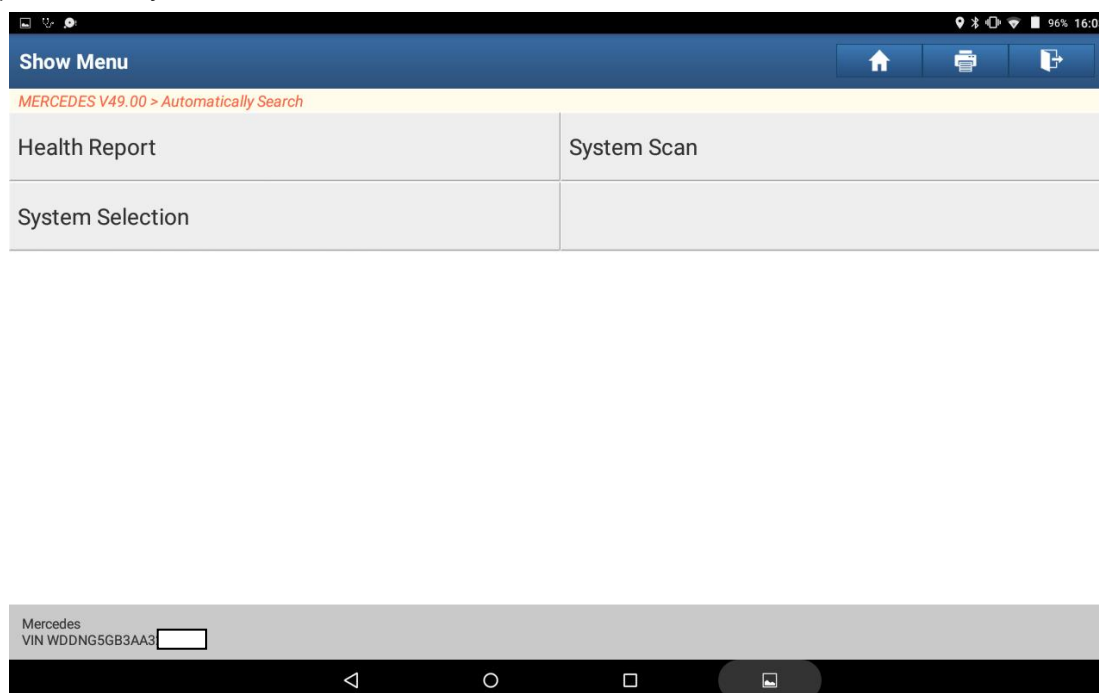 96% 16:0
Show Menu
MERCEDES V49.00 > Automatically Search
Health Report
System Scan
System Selection
Mercedes
VIN WDDNG5GB3AA3